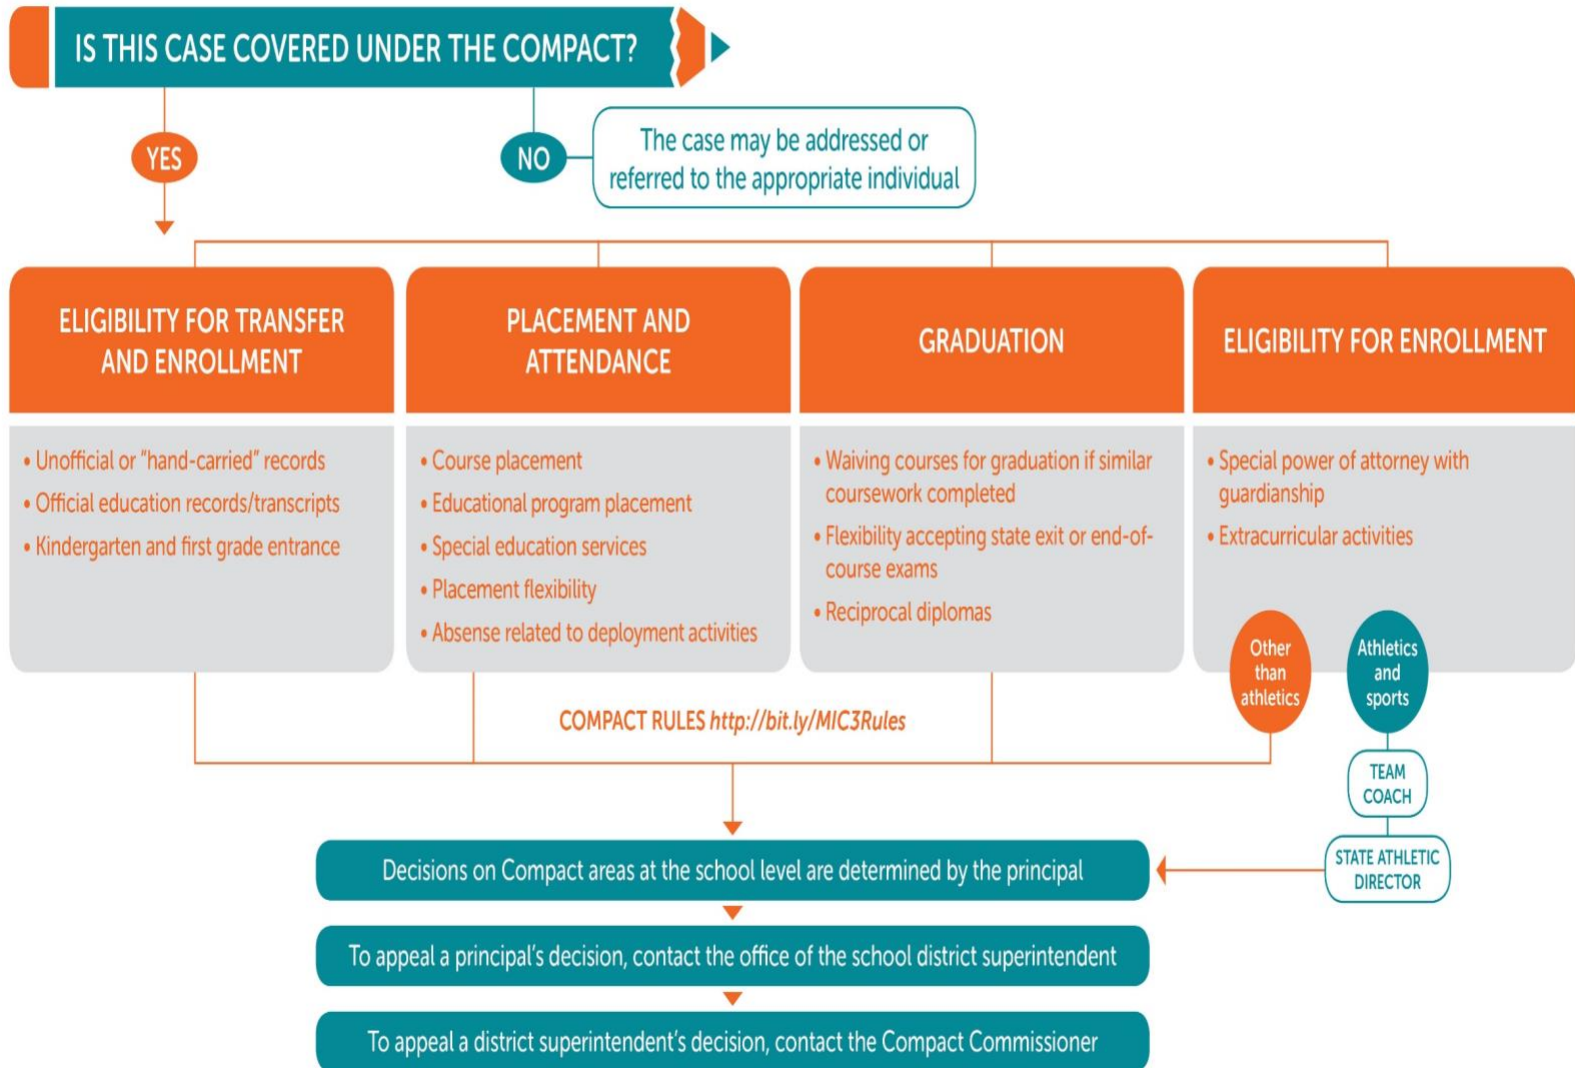 IS THIS CASE COVERED UNDER THE COMPACT?
YES
NO
The case may be addressed or
referred to the appropriate individual
ELIGIBILITY FOR TRANSFER
AND ENROLLMENT
• Unofficial or "hand-carried" records
• Official education records/transcripts
• Kindergarten and first grade entrance
PLACEMENT AND
ATTENDANCE
• Course placement
• Educational program placement
• Special education services
• Placement flexibility
• Absense related to deployment activities
GRADUATION
• Waiving courses for graduation if similar
coursework completed
• Flexibility accepting state exit or end-of-
course exams
• Reciprocal diplomas
ELIGIBILITY FOR ENROLLMENT
• Special power of attorney with
guardianship
• Extracurricular activities
Other
than
athletics
Athletics
and
sports
TEAM
COACH
STATE ATHLETIC
DIRECTOR
COMPACT RULES http://bit.ly/MIC3Rules
Decisions on Compact areas at the school level are determined by the principal
To appeal a principal's decision, contact the office of the school district superintendent
To appeal a district superintendent's decision, contact the Compact Commissioner